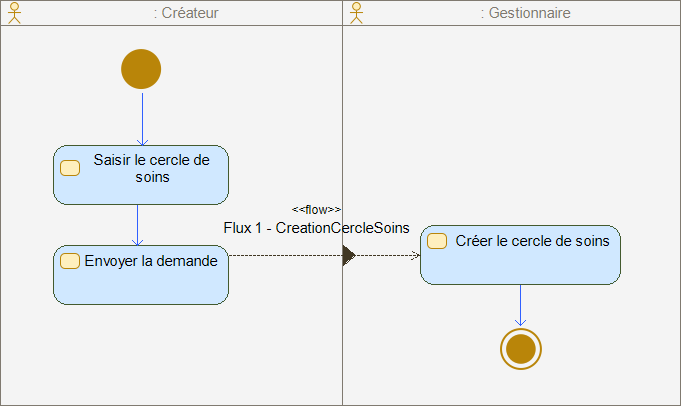 : Créateur
: Gestionnaire
Saisir le cercle de
soins
<<flow>>
Flux 1 - CreationCercleSoins
Envoyer la demande
Créer le cercle de soins